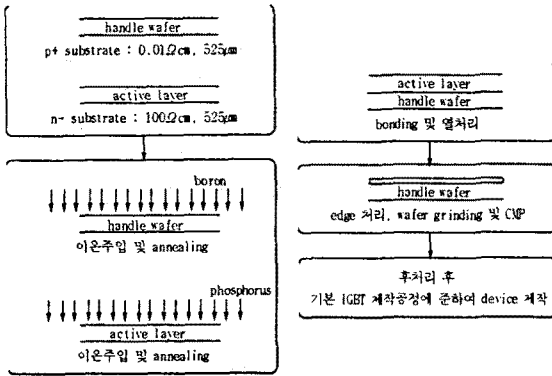 handle wafer
p+ substrate : 0.01Ωcm, 525μm
active layer
n- substrate : 100Ωcm, 525μm
boron
handle wafer
이온주입 및 annealing
phosphorus
active layer
이온주입 및 annealing
active layer
handle wafer
bonding 및 열처리
handle wafer
edge 처리, wafer grinding 및 CMP
후처리 후
기본 IGBT 제작공정에 준하여 device 제작